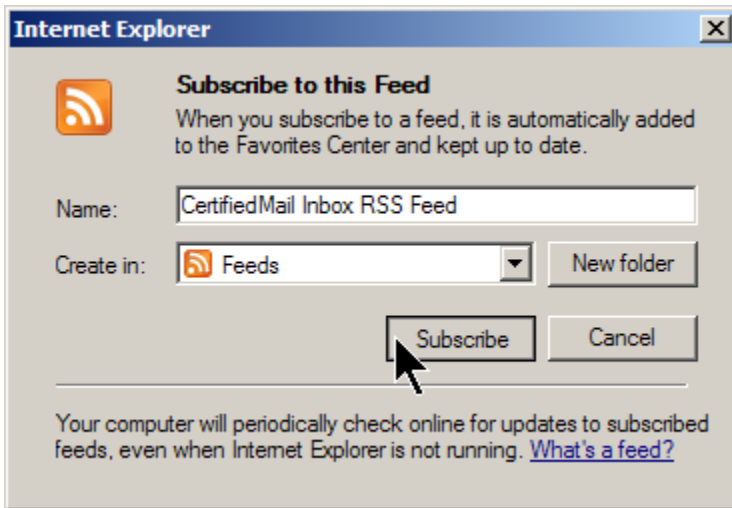 Internet Explorer
Subscribe to this Feed
When you subscribe to a feed, it is automatically added
to the Favorites Center and kept up to date.
Name: CertifiedMail Inbox RSS Feed
Create in: Feeds New folder
Subscribe Cancel
Your computer will periodically check online for updates to subscribed
feeds, even when Internet Explorer is not running. What's a feed?